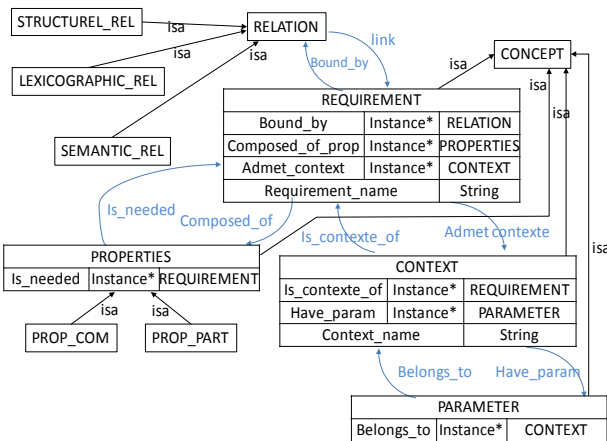 STRUCTUREL_REL
isa
RELATION
link
isa
LEXICOGRAPHIC_REL
isa
Bound_by
CONCEPT
isa
isa
isa
SEMANTIC_REL
REQUIREMENT
Bound_by Instance* RELATION
Composed_of_prop Instance* PROPERTIES
Admet_context Instance* CONTEXT
Requirement_name String
Is_needed
Composed_of
Is_contexte_of
Admet contexte
isa
PROPERTIES
Is_needed Instance* REQUIREMENT
isa
isa
PROP_COM
PROP_PART
CONTEXT
Is_contexte_of Instance* REQUIREMENT
Have_param Instance* PARAMETER
Context_name String
Belongs_to
Have_param
PARAMETER
Belongs_to Instance* CONTEXT